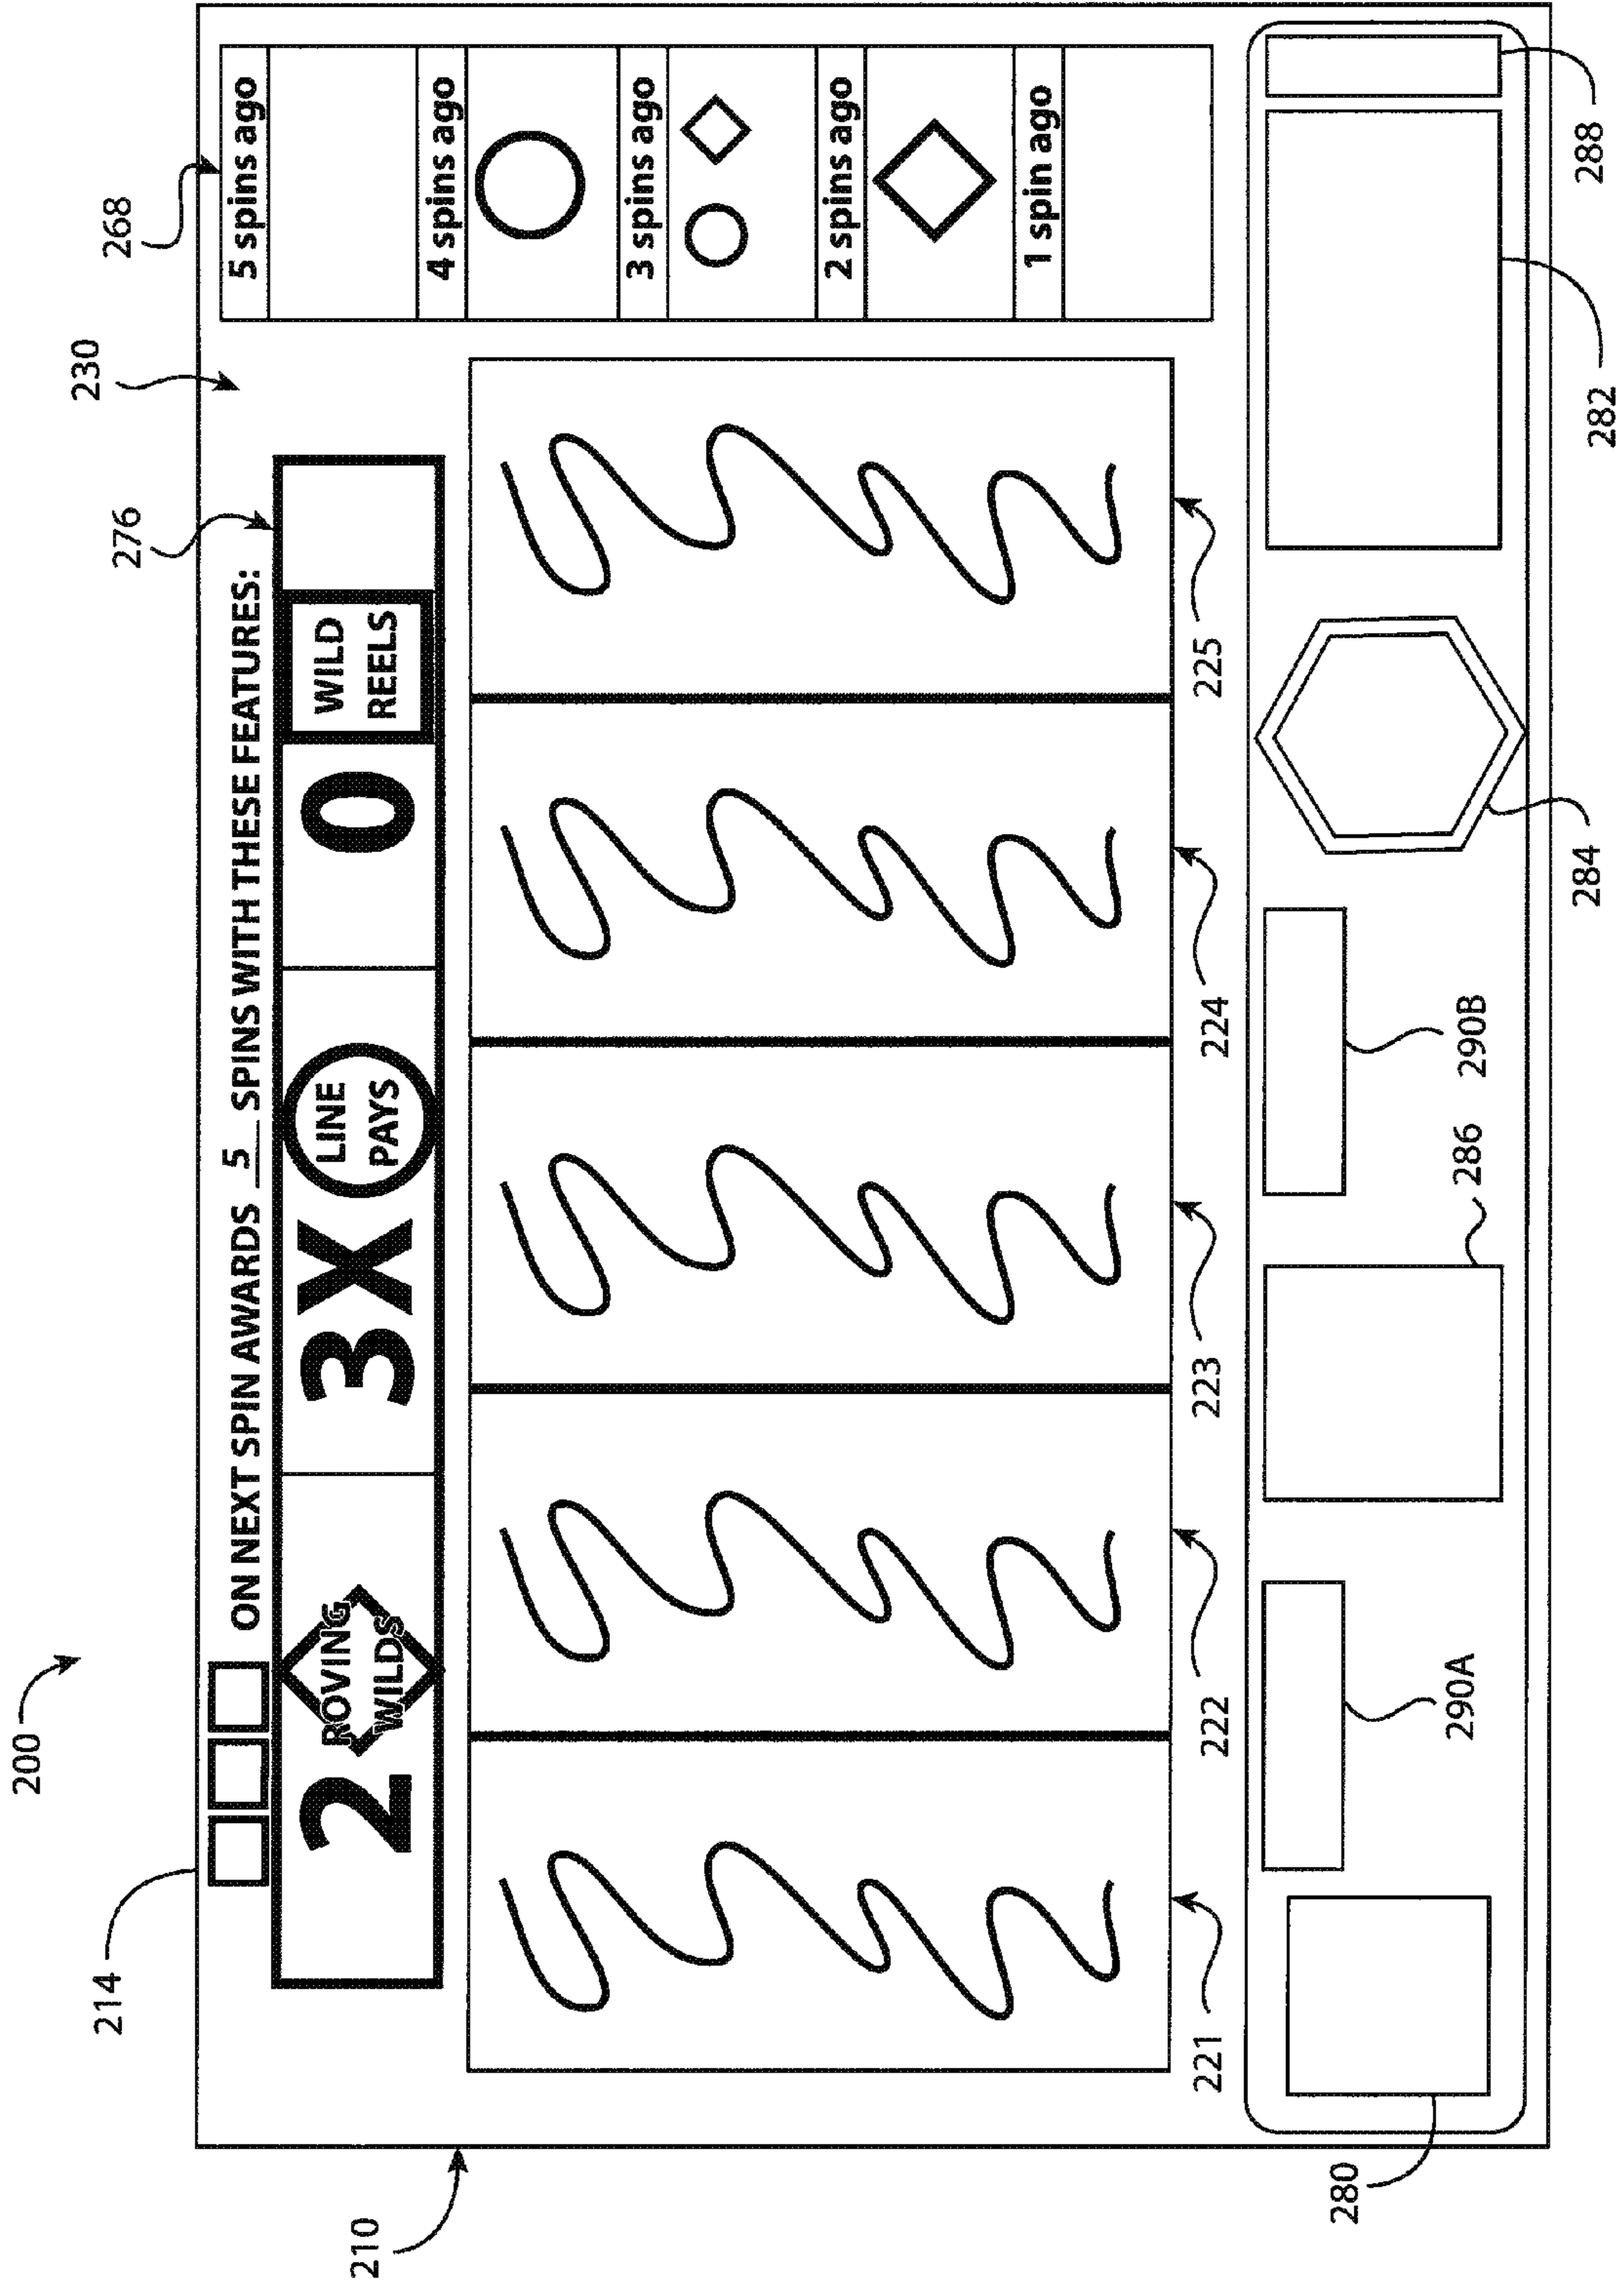 200
214
276
230
268
ON NEXT SPIN AWARDS 5 SPINS WITH THESE FEATURES:
2
ROVING
WILDS
3X
LINE
PAYS
0
WILD
REELS
5 spins ago
4 spins ago
3 spins ago
2 spins ago
1 spin ago
210
221
222
223
224
225
280
290A
286
290B
284
282
288